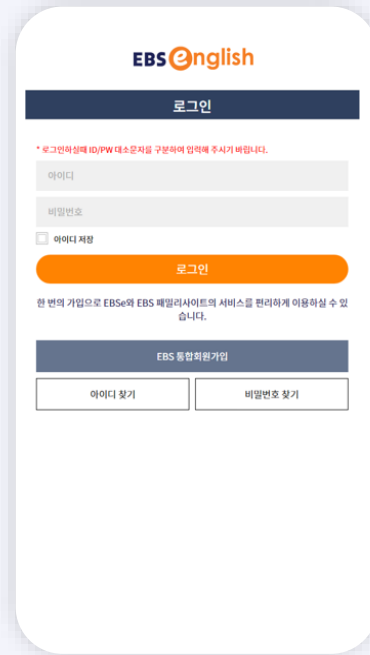 EBS English
로그인
* 로그인하실때 ID/PW 대소문자를 구분하여 입력해 주시기 바랍니다.
아이디
비밀번호
아이디 저장
로그인
한 번의 가입으로 EBSe와 EBS 패밀리사이트의 서비스를 편리하게 이용하실 수 있
습니다.
EBS 통합회원가입
아이디 찾기
비밀번호 찾기